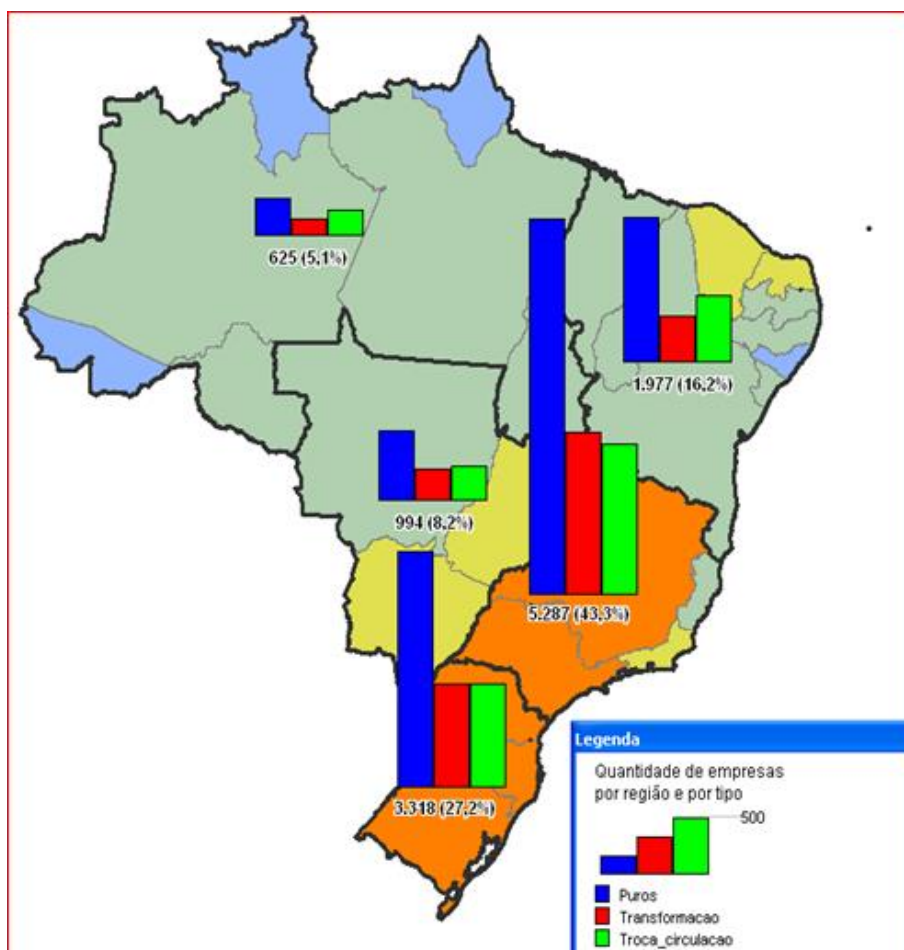 625 (5,1%)
1.977 (16,2%)
994 (8,2%)
5.287 (43,3%)
3.318 (27,2%)
Legenda
Quantidade de empresas
por região e por tipo
500
Puros
Transformacao
Troca_circulacao